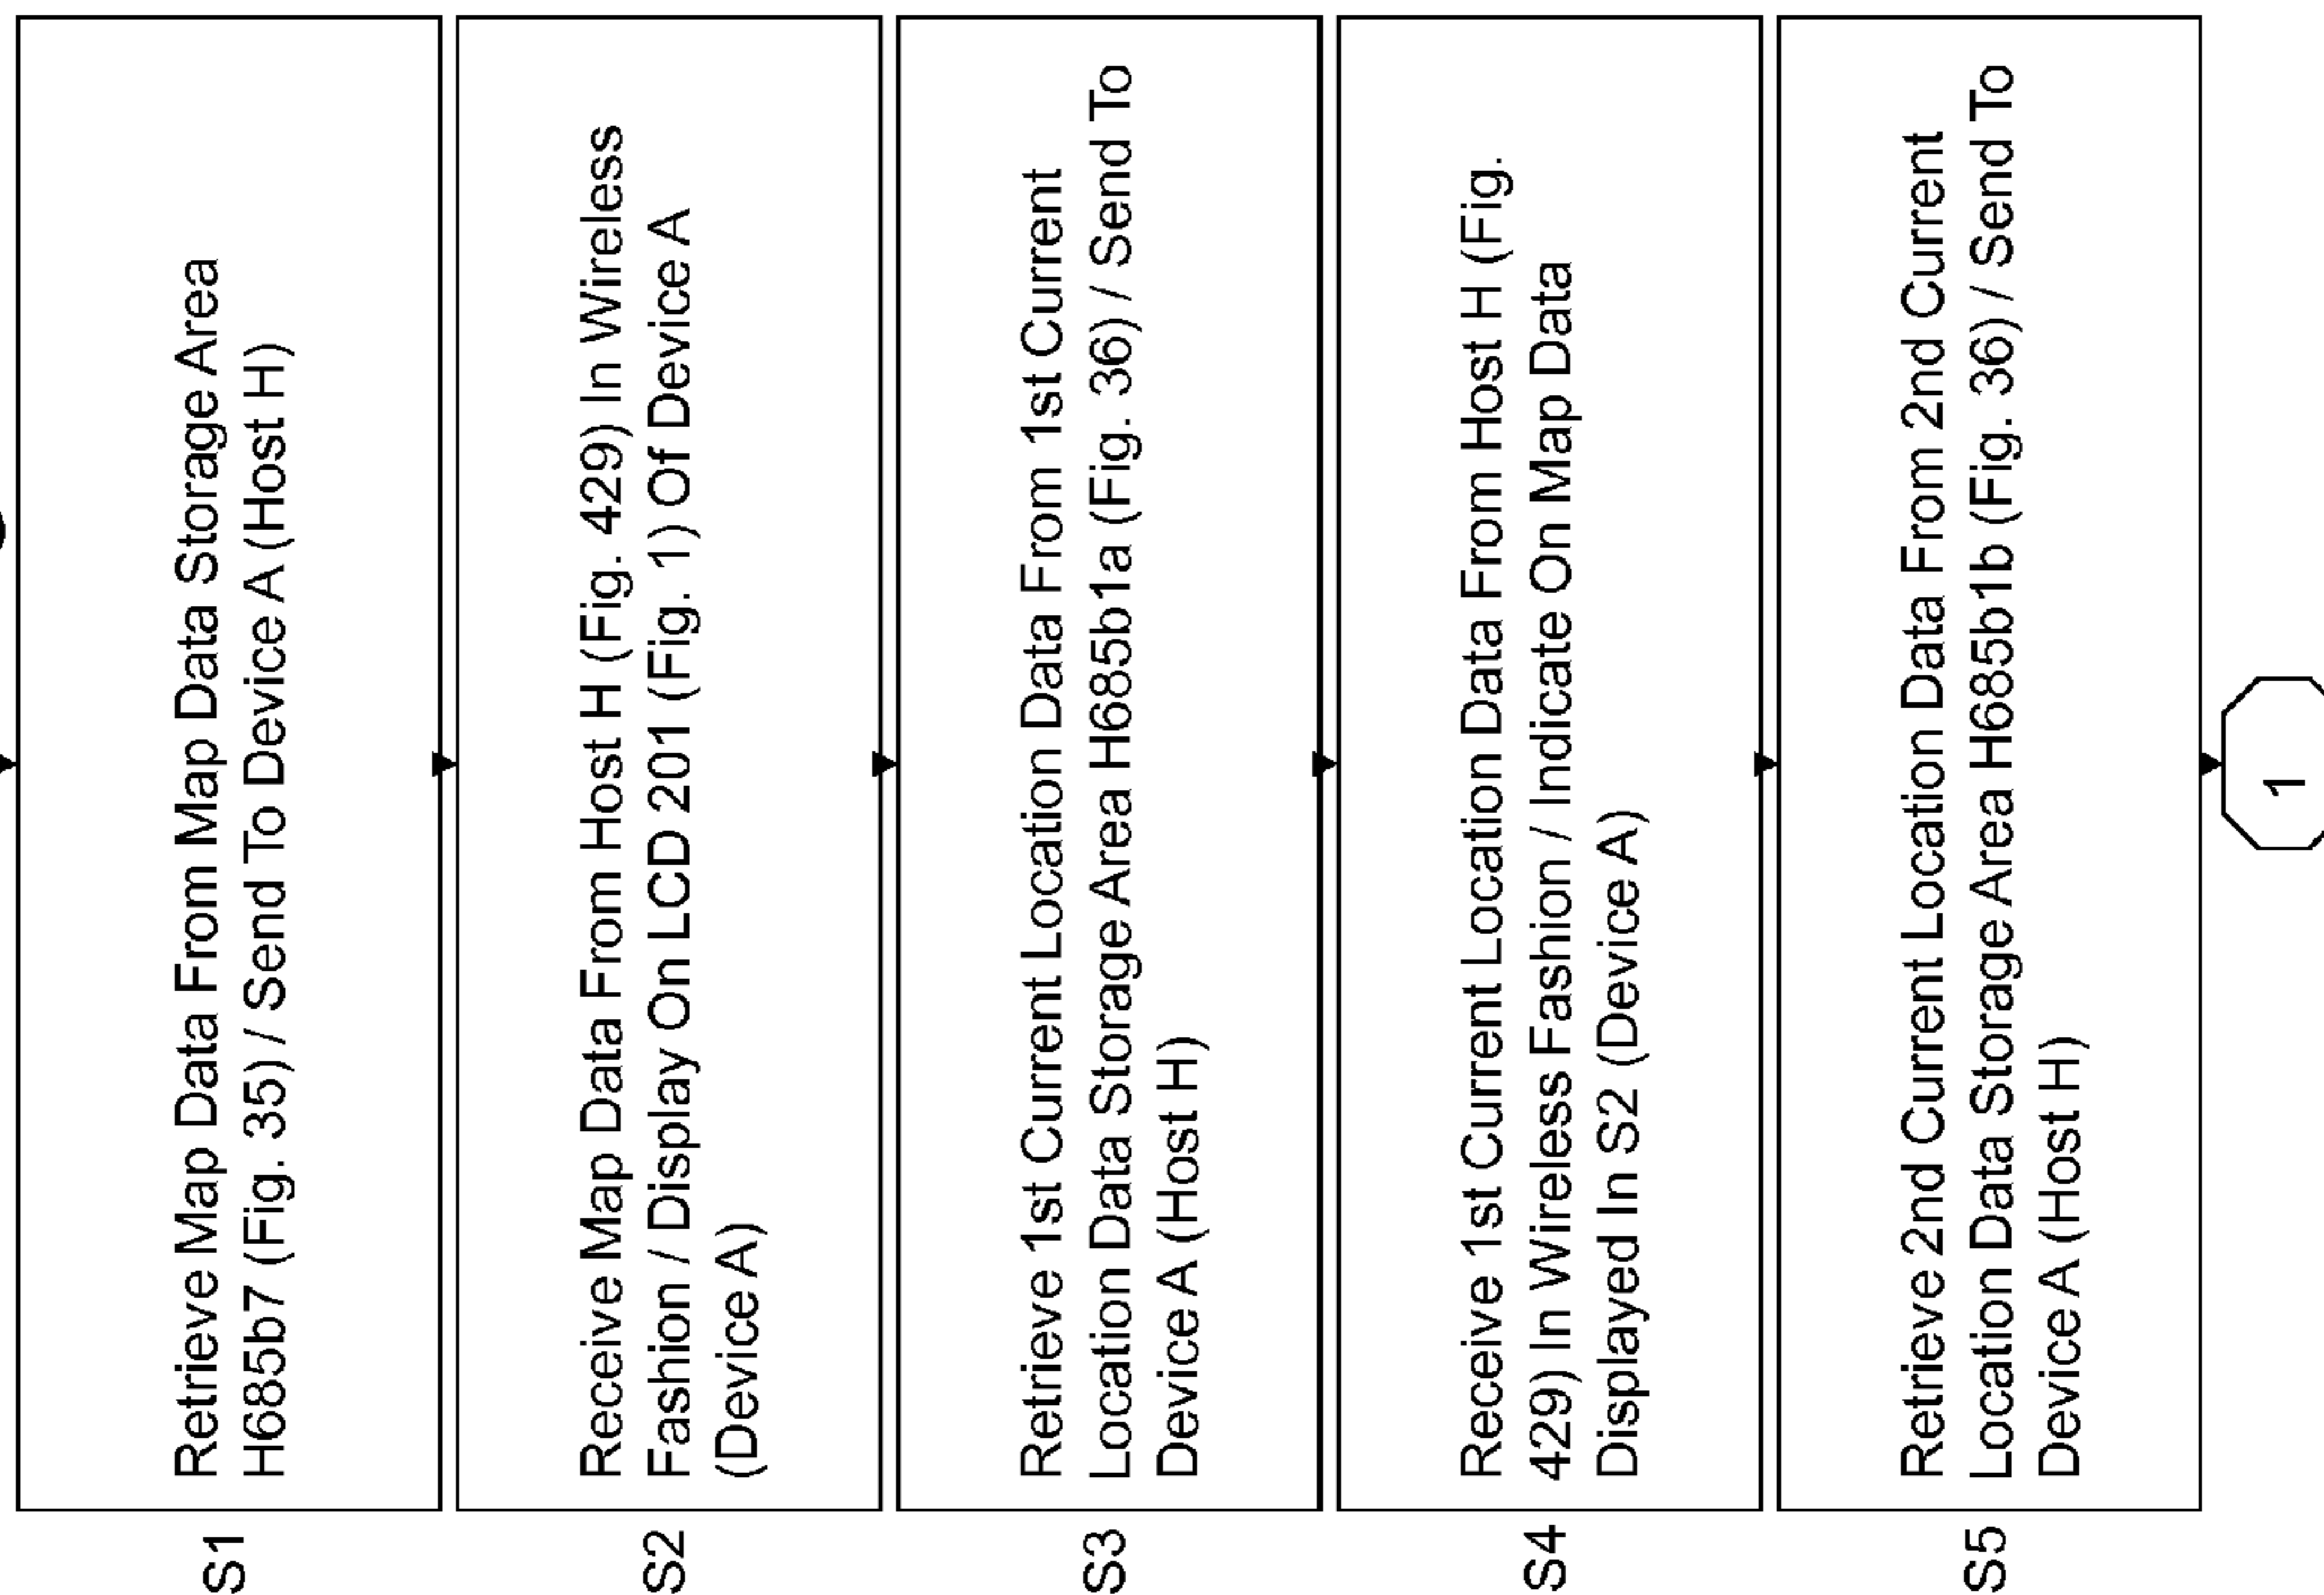 S1
Retrieve Map Data From Map Data Storage Area
H685b7 (Fig. 35) / Send To Device A (Host H)
S2
Receive Map Data From Host H (Fig. 429) In Wireless
Fashion / Display On LCD 201 (Fig. 1) Of Device A
(Device A)
S3
Retrieve 1st Current Location Data From 1st Current
Location Data Storage Area H685b1a (Fig. 36) / Send To
Device A (Host H)
S4
Receive 1st Current Location Data From Host H (Fig.
429) In Wireless Fashion / Indicate On Map Data
Displayed In S2 (Device A)
S5
Retrieve 2nd Current Location Data From 2nd Current
Location Data Storage Area H685b1b (Fig. 36) / Send To
Device A (Host H)
1